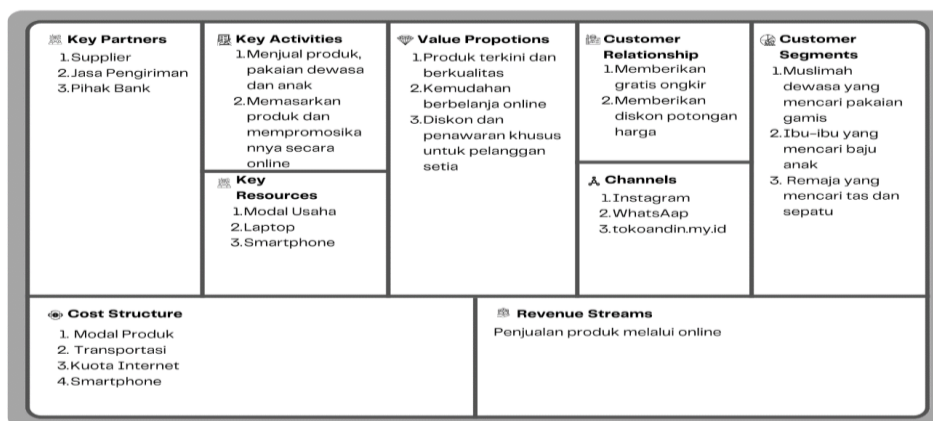 Key Partners
1.Supplier
2.Jasa Pengiriman
3.Pihak Bank
Key Activities
1.Menjual produk,
pakaian dewasa
dan anak
2.Memasarkan
produk dan
mempromosika
nnya secara
online
Key
Resources
1.Modal Usaha
2.Laptop
3.Smartphone
Value Propotions
1.Produk terkini dan
berkualitas
2.Kemudahan
berbelanja online
3.Diskon dan
penawaran khusus
untuk pelanggan
setia
Customer
Relationship
1.Memberikan
gratis ongkir
2.Memberikan
diskon potongan
harga
Channels
1.Instagram
2.WhatsAap
3.tokoandin.my.id
Customer
Segments
1.Muslimah
dewasa yang
mencari pakaian
gamis
2.Ibu-ibu yang
mencari baju
anak
3. Remaja yang
mencari tas dan
sepatu
Cost Structure
1. Modal Produk
2. Transportasi
3.Kuota Internet
4.Smartphone
Revenue Streams
Penjualan produk melalui online